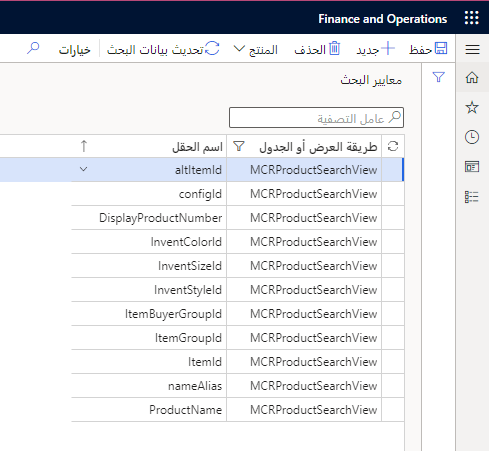 Finance and Operations
حفظ جديد الحذف المنتج تحديث بيانات البحث خيارات
معايير البحث
عامل التصفية
طريقة العرض أو الجدول اسم الحقل
MCRProductSearchView altItemId
MCRProductSearchView configId
MCRProductSearchView DisplayProductNumber
MCRProductSearchView InventColorId
MCRProductSearchView InventSizeId
MCRProductSearchView InventStyleId
MCRProductSearchView ItemBuyerGroupId
MCRProductSearchView ItemGroupId
MCRProductSearchView ItemId
MCRProductSearchView nameAlias
MCRProductSearchView ProductName